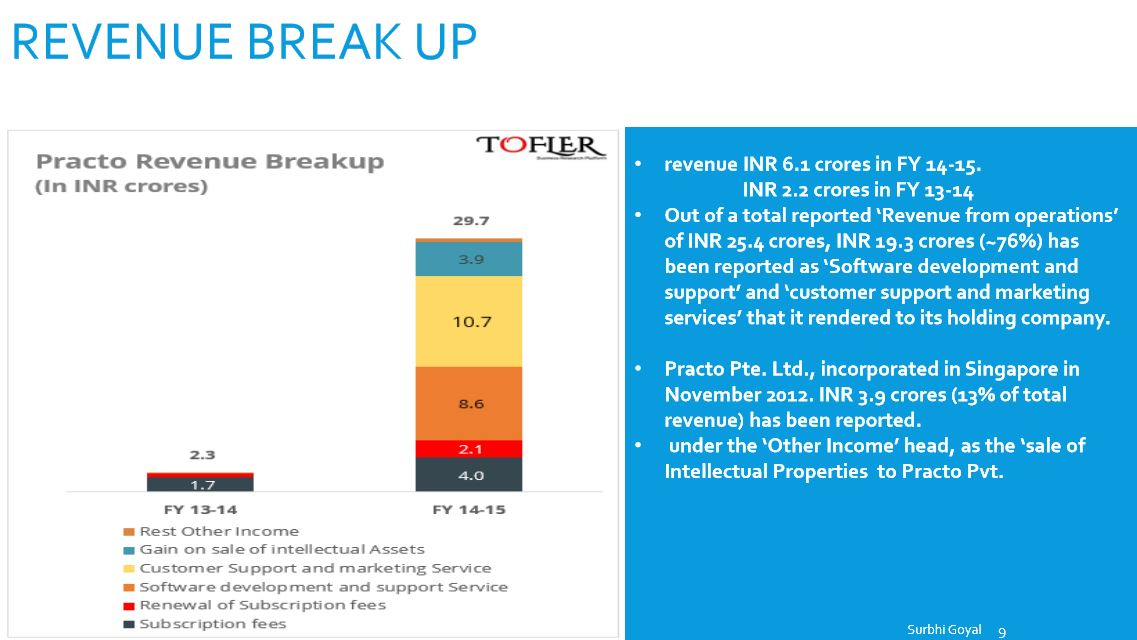 REVENUE BREAK UP
TOFLER
Business Research Platform
Practo Revenue Breakup
(In INR crores)
29.7
3.9
10.7
8.6
2.1
4.0
2.3
1.7
FY 13-14
FY 14-15
Rest Other Income
Gain on sale of intellectual Assets
Customer Support and marketing Service
Software development and support Service
Renewal of Subscription fees
Subscription fees
• revenue INR 6.1 crores in FY 14-15.
INR 2.2 crores in FY 13-14
• Out of a total reported ‘Revenue from operations’
of INR 25.4 crores, INR 19.3 crores (~76%) has
been reported as ‘Software development and
support’ and ‘customer support and marketing
services’ that it rendered to its holding company.
• Practo Pte. Ltd., incorporated in Singapore in
November 2012. INR 3.9 crores (13% of total
revenue) has been reported.
• under the ‘Other Income’ head, as the ‘sale of
Intellectual Properties to Practo Pvt.
Surbhi Goyal 9